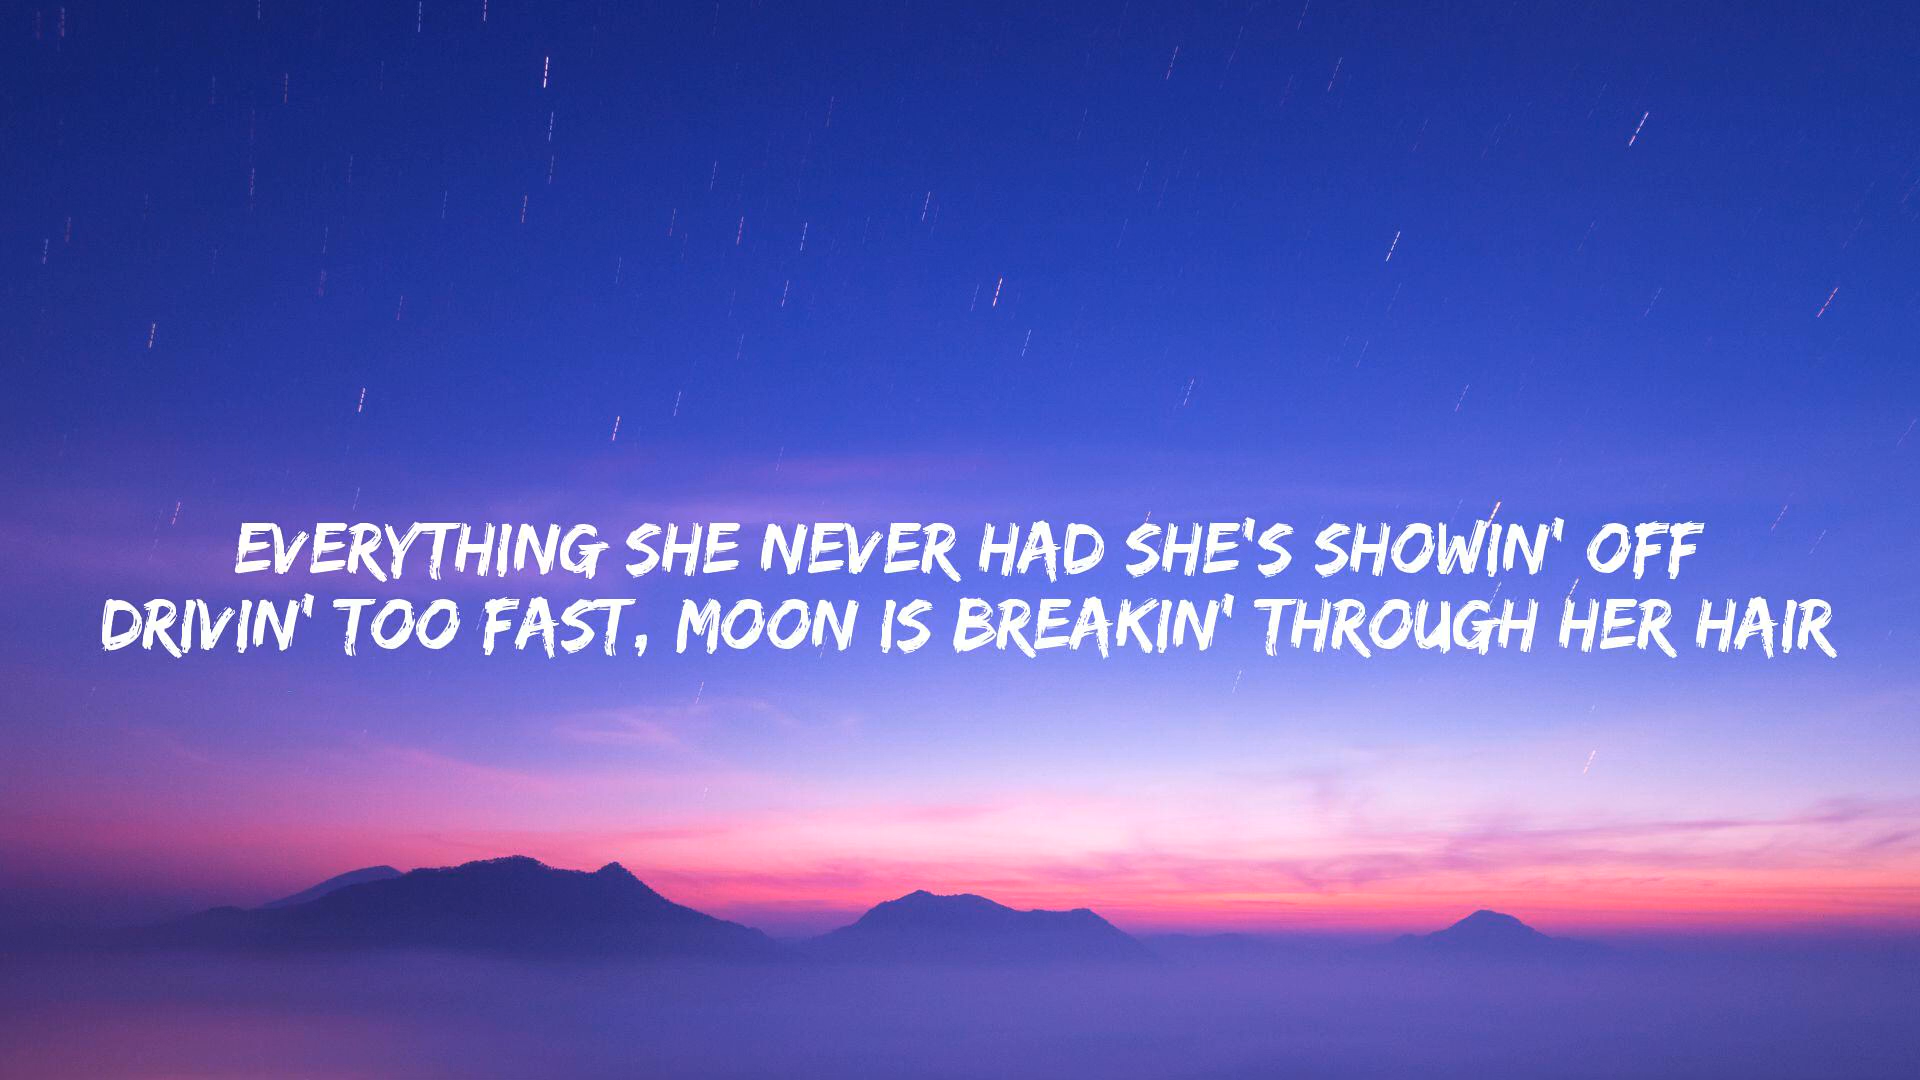 EVERYTHING SHE NEVER HAD SHE'S SHOWIN' OFF
DRIVIN' TOO FAST, MOON IS BREAKIN' THROUGH HER HAIR